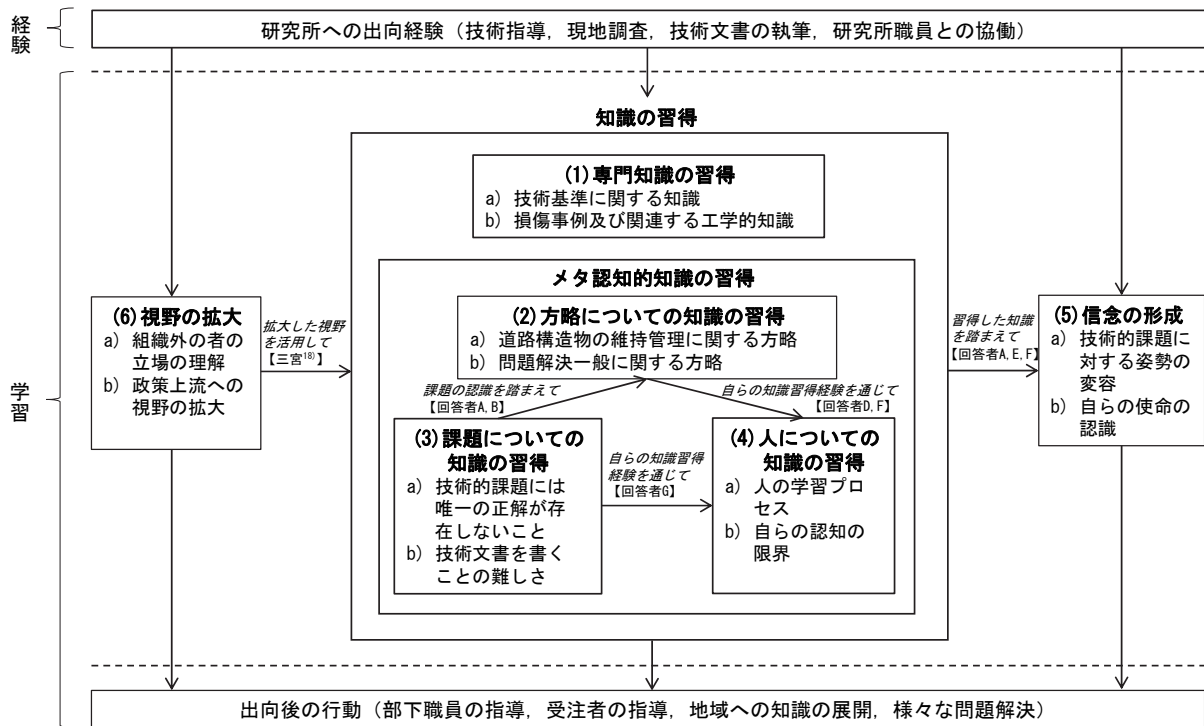 経験
研究所への出向経験（技術指導，現地調査，技術文書の執筆，研究所職員との協働）
学習
知識の習得
(1)専門知識の習得
a) 技術基準に関する知識
b) 損傷事例及び関連する工学的知識
メタ認知的知識の習得
(2)方略についての知識の習得
a) 道路構造物の維持管理に関する方略
b) 問題解決一般に関する方略
(6)視野の拡大
a) 組織外の者の
立場の理解
b) 政策上流への
視野の拡大
拡大した視野
を活用して
【三宮18)】
課題の認識を踏まえて
【回答者A,B】
自らの知識習得経験を通じて
【回答者D,F】
(3)課題についての
知識の習得
a) 技術的課題には
唯一の正解が存
在しないこと
b) 技術文書を書く
ことの難しさ
自らの知識習得
経験を通じて
【回答者G】
(4)人についての
知識の習得
a) 人の学習プロ
セス
b) 自らの認知の
限界
習得した知識
を踏まえて
【回答者A,E,F】
(5)信念の形成
a) 技術的課題に
対する姿勢の
変容
b) 自らの使命の
認識
出向後の行動（部下職員の指導，受注者の指導，地域への知識の展開，様々な問題解決）